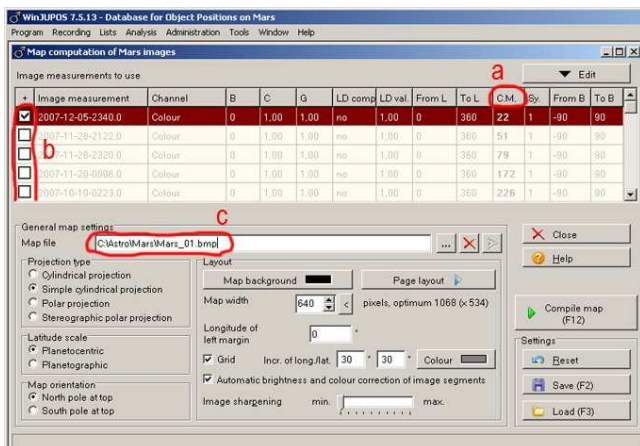 WinJUPOS 7.5.13 - Database for Object Positions on Mars
Program Recording Lists Analysis Administration Tools Window Help
Map computation of Mars images
Image measurements to use
a
Edit
+ Image measurement Channel B C G LD comp LD val. From L To L C.M. Sy. From B To B
2007-12-05-2340.0 Colour 0 1,00 1,00 no 1,00 0 360 22 1 -90 90
2007-11-28-2122.0 Colour 0 1,00 1,00 no 1,00 0 360 51 1 -90 90
b
2007-11-28-2320.0 Colour 0 1,00 1,00 no 1,00 0 360 79 1 -90 90
2007-11-20-0006.0 Colour 0 1,00 1,00 no 1,00 0 360 172 1 -90 90
2007-10-10-0223.0 Colour 0 1,00 1,00 no 1,00 0 360 226 1 -90 90
c
General map settings
Map file C:\Astro\Mars\Mars_01.bmp ...
Close
Help
Projection type
Cylindrical projection
Simple cylindrical projection
Polar projection
Stereographic polar projection
Latitude scale
Planetocentric
Planetographic
Map orientation
North pole at top
South pole at top
Layout
Map background
Page layout
Map width 640 < pixels, optimum 1068 (x 534)
Longitude of
left margin 0 °
Grid Incr. of long./lat. 30 ° 30 ° Colour
Automatic brightness and colour correction of image segments
Image sharpening min. max.
Compile map
(F12)
Settings
Reset
Save (F2)
Load (F3)